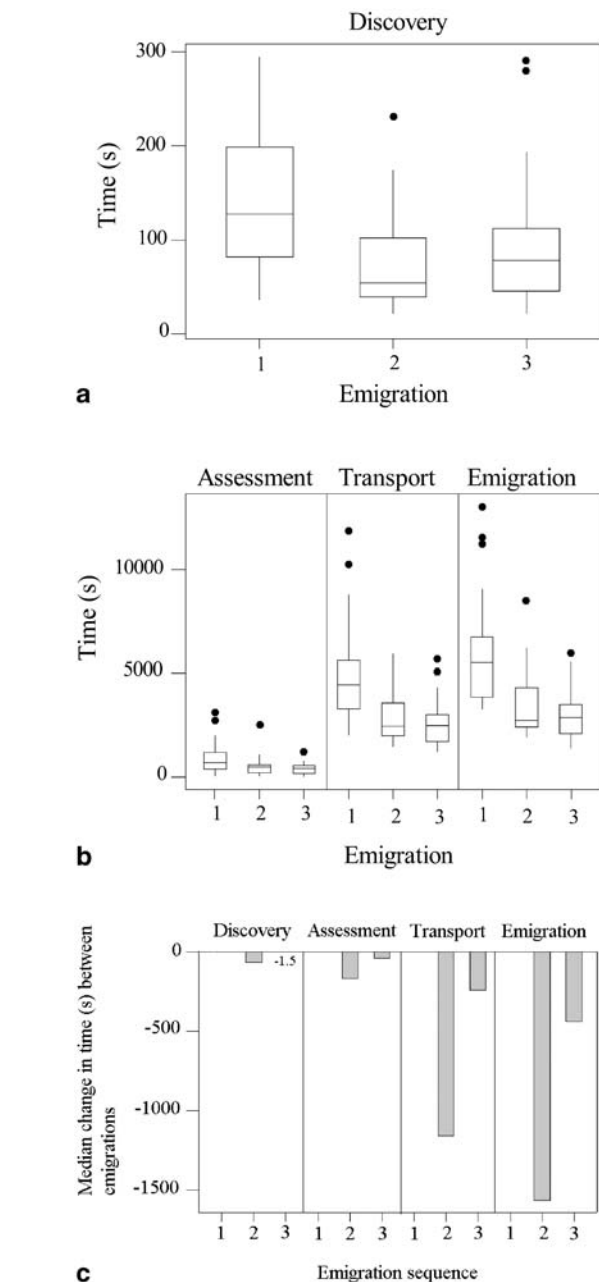 Discovery
300
200
100
0
Time (s)
1 2 3
Emigration
a
Assessment Transport Emigration
10000
5000
0
Time (s)
1 2 3 1 2 3 1 2 3
Emigration
b
Discovery Assessment Transport Emigration
0
-1.5
-500
-1000
-1500
Median change in time (s) between
emigrations
1 2 3 1 2 3 1 2 3 1 2 3
Emigration sequence
c